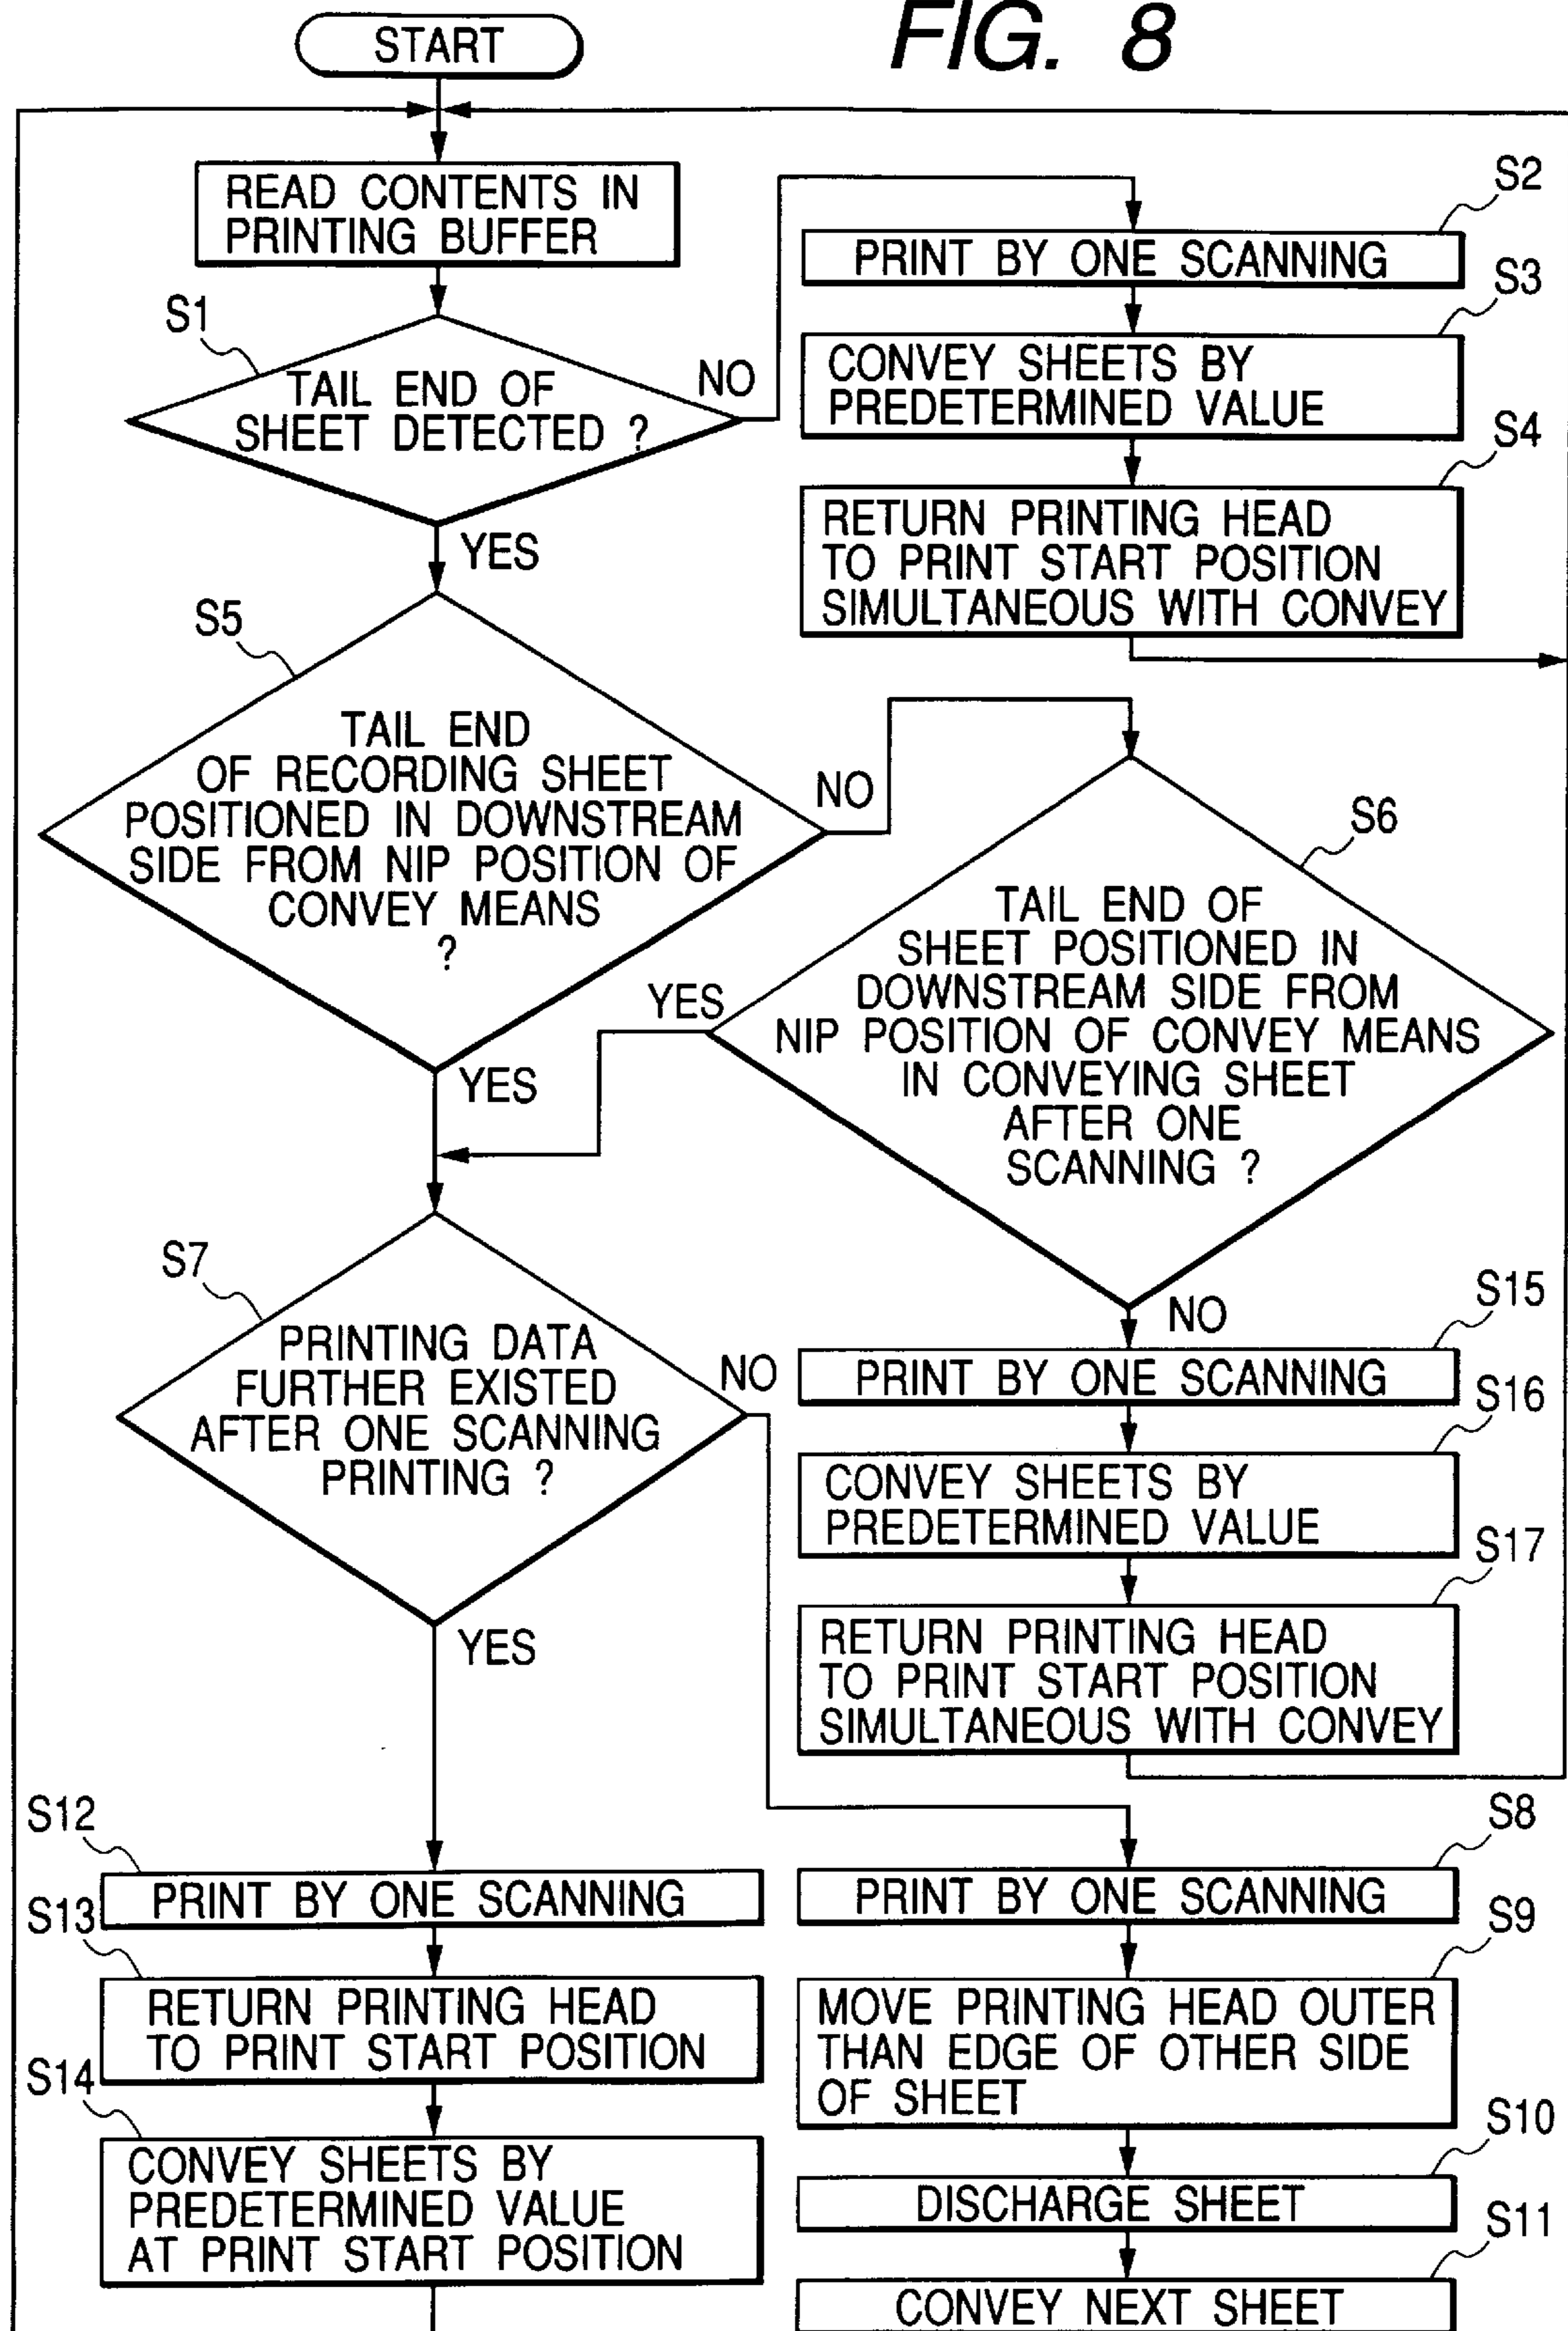 FIG. 8
START
READ CONTENTS IN
PRINTING BUFFER
S1
TAIL END OF
SHEET DETECTED ?
NO
YES
S2
PRINT BY ONE SCANNING
S3
CONVEY SHEETS BY
PREDETERMINED VALUE
S4
RETURN PRINTING HEAD
TO PRINT START POSITION
SIMULTANEOUS WITH CONVEY
S5
TAIL END
OF RECORDING SHEET
POSITIONED IN DOWNSTREAM
SIDE FROM NIP POSITION OF
CONVEY MEANS
?
NO
YES
S6
TAIL END OF
SHEET POSITIONED IN
DOWNSTREAM SIDE FROM
NIP POSITION OF CONVEY MEANS
IN CONVEYING SHEET
AFTER ONE
SCANNING ?
YES
NO
S7
PRINTING DATA
FURTHER EXISTED
AFTER ONE SCANNING
PRINTING ?
NO
YES
S15
PRINT BY ONE SCANNING
S16
CONVEY SHEETS BY
PREDETERMINED VALUE
S17
RETURN PRINTING HEAD
TO PRINT START POSITION
SIMULTANEOUS WITH CONVEY
S12
PRINT BY ONE SCANNING
S13
RETURN PRINTING HEAD
TO PRINT START POSITION
S14
CONVEY SHEETS BY
PREDETERMINED VALUE
AT PRINT START POSITION
S8
PRINT BY ONE SCANNING
S9
MOVE PRINTING HEAD OUTER
THAN EDGE OF OTHER SIDE
OF SHEET
S10
DISCHARGE SHEET
S11
CONVEY NEXT SHEET